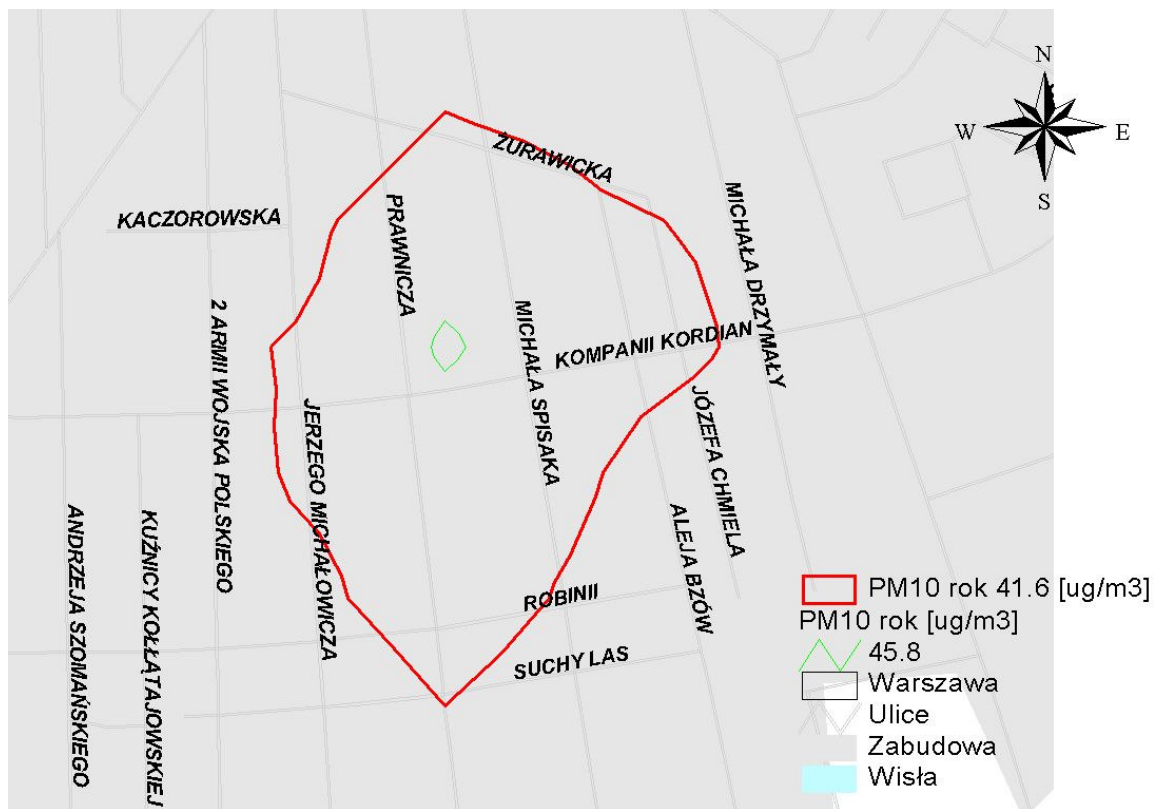 N
W
E
S
ŻURAWICKA
KACZOROWSKA
PRAWNICZA
MICHAŁA DRZYMAŁY
2 ARMII WOJSKA POLSKIEGO
MICHAŁA SPISAKA
KOMPANII KORDIAN
JERZEGO MICHAŁOWICZA
JÓZEFA CHMIELA
ANDRZEJA SZOMAŃSKIEGO
KUŹNICY KOŁŁĄTAJOWSKIEJ
ALEJA BZÓW
ROBINII
SUCHY LAS
PM10 rok 41.6 [ug/m3]
PM10 rok [ug/m3]
45.8
Warszawa
Ulice
Zabudowa
Wisła